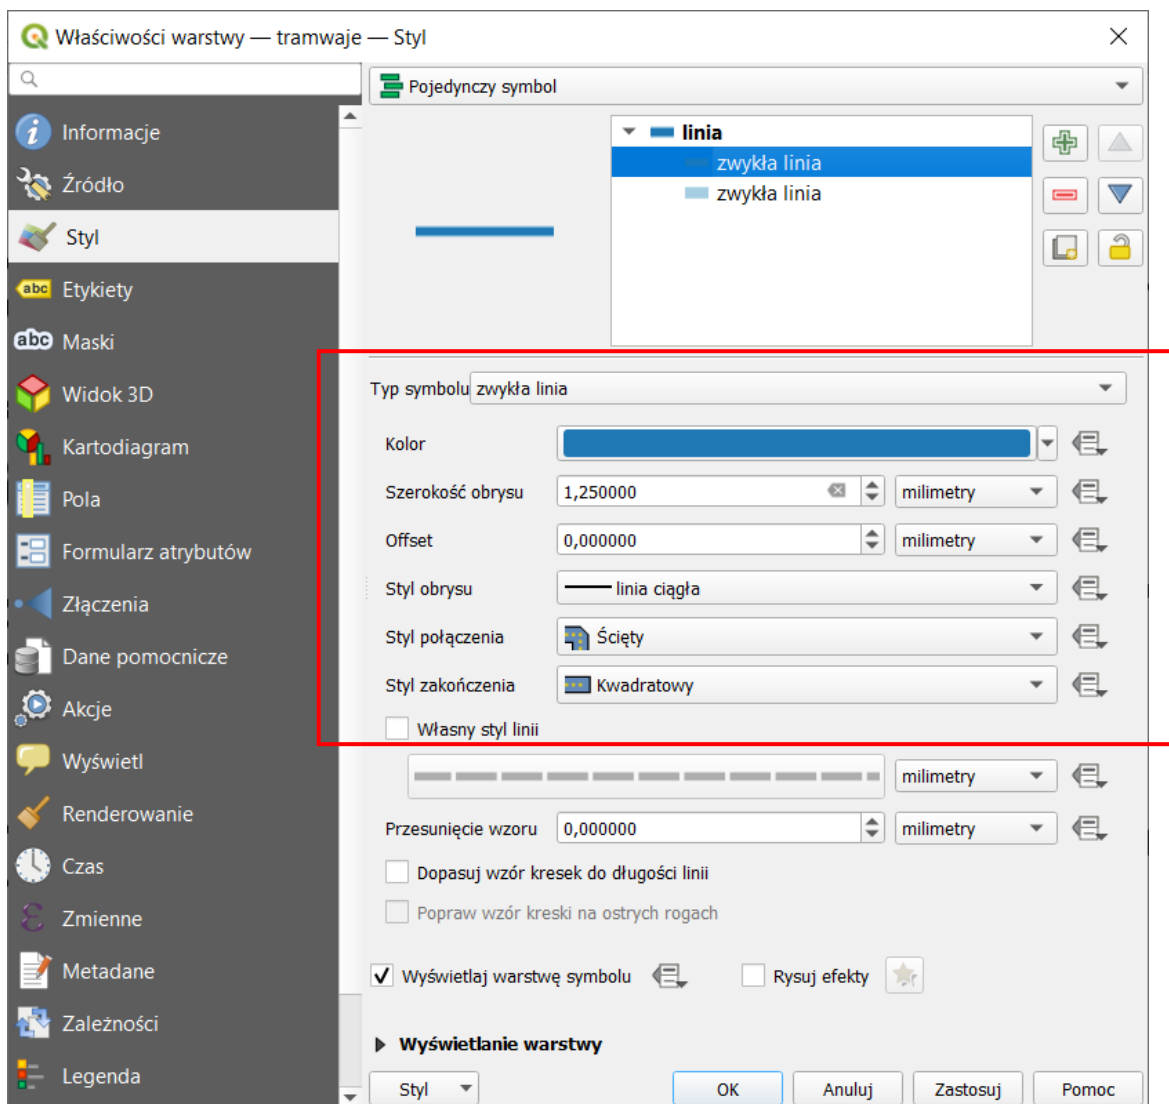 Właściwości warstwy — tramwaje — Styl
Informacje
Źródło
Styl
Etykiety
Maski
Widok 3D
Kartodiagram
Pola
Formularz atrybutów
Złączenia
Dane pomocnicze
Akcje
Wyświetl
Renderowanie
Czas
Zmienne
Metadane
Zależności
Legenda
abc
abc
Pojedynczy symbol
linia
zwykła linia
zwykła linia
Typ symbolu zwykła linia
Kolor
Szerokość obrysu 1,250000 milimetry
Offset 0,000000 milimetry
Styl obrysu linia ciągła
Styl połączenia Ścięty
Styl zakończenia Kwadratowy
Własny styl linii
milimetry
Przesunięcie wzoru 0,000000 milimetry
Dopasuj wzór kresek do długości linii
Popraw wzór kreski na ostrych rogach
Wyświetlaj warstwę symbolu Rysuj efekty
Wyświetlanie warstwy
Styl OK Anuluj Zastosuj Pomoc